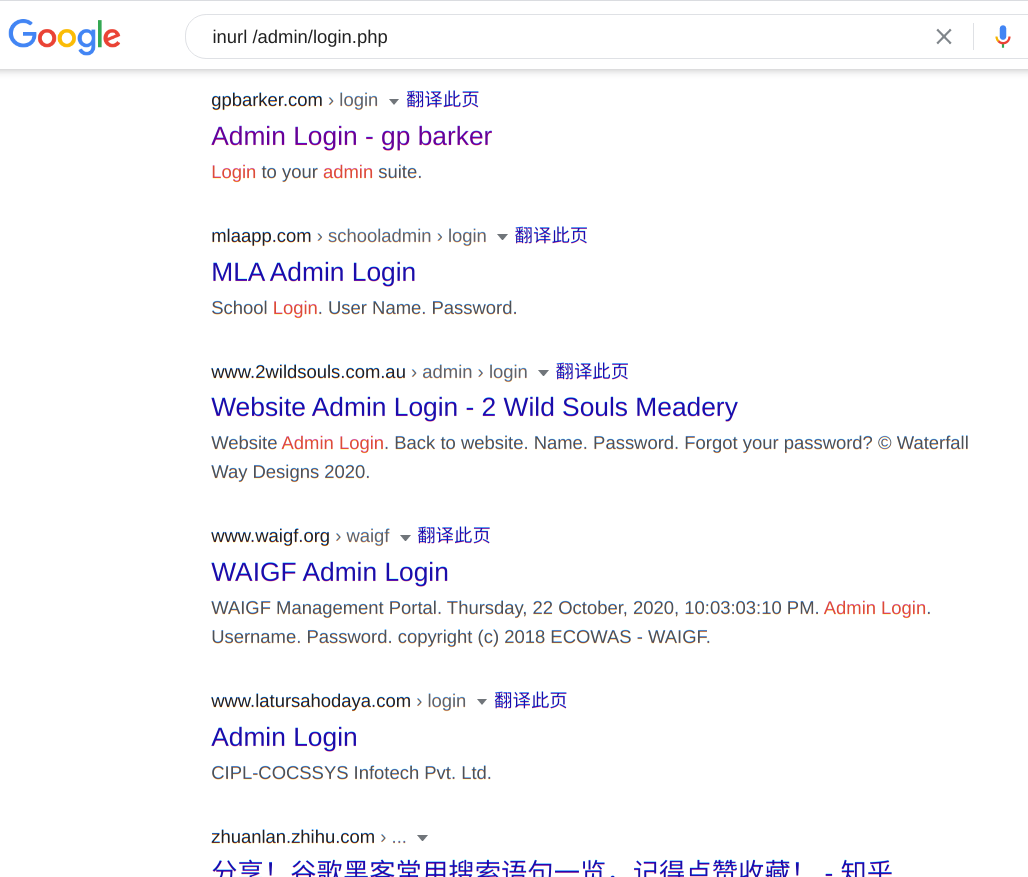 Google
inurl /admin/login.php
gpbarker.com › login 翻译此页
Admin Login - gp barker
Login to your admin suite.
mlaapp.com › schooladmin › login 翻译此页
MLA Admin Login
School Login. User Name. Password.
www.2wildsouls.com.au › admin › login 翻译此页
Website Admin Login - 2 Wild Souls Meadery
Website Admin Login. Back to website. Name. Password. Forgot your password? © Waterfall
Way Designs 2020.
www.waigf.org › waigf 翻译此页
WAIGF Admin Login
WAIGF Management Portal. Thursday, 22 October, 2020, 10:03:03:10 PM. Admin Login.
Username. Password. copyright (c) 2018 ECOWAS - WAIGF.
www.latursahodaya.com › login 翻译此页
Admin Login
CIPL-COCSSYS Infotech Pvt. Ltd.
zhuanlan.zhihu.com › ...
分享！谷歌黑客常用搜索语句一览，记得点赞收藏！ - 知乎